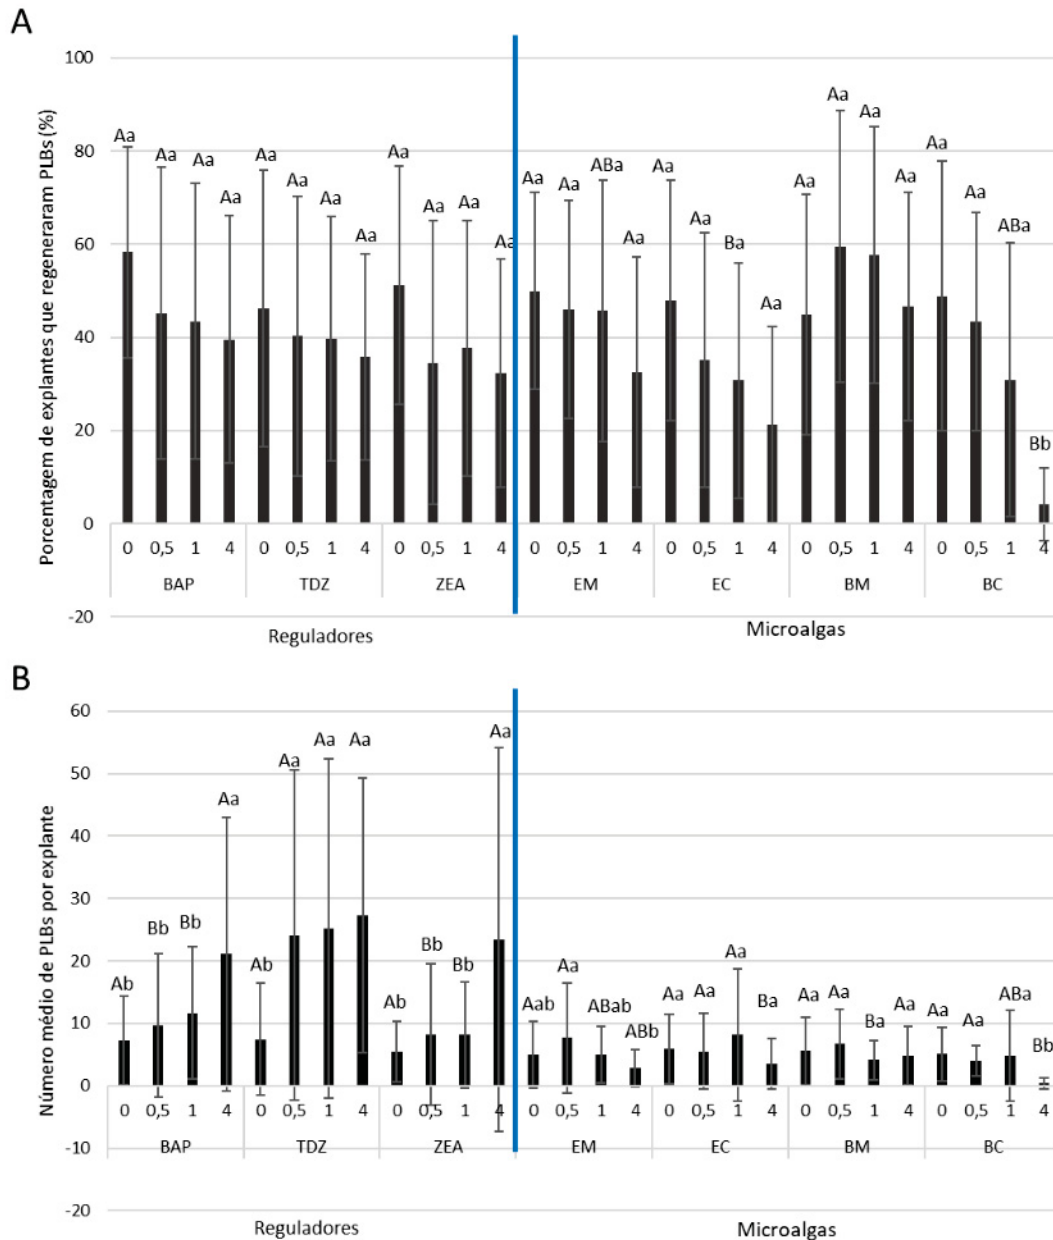 A
Porcentagem de explantes que regeneraram PLBs (%)
100
80
60
40
20
0
-20
Aa Aa Aa Aa Aa Aa Aa Aa Aa Aa Aa Aa Aa Aa ABa Aa Aa Aa Ba Aa Aa Aa Aa Aa Aa Aa ABa Bb
0 0,5 1 4 0 0,5 1 4 0 0,5 1 4 0 0,5 1 4 0 0,5 1 4 0 0,5 1 4 0 0,5 1 4
BAP TDZ ZEA EM EC BM BC
Reguladores Microalgas
B
Número médio de PLBs por explante
60
50
40
30
20
10
0
-10
-20
Ab Bb Bb Aa Ab Aa Aa Aa Ab Bb Bb Aa Aab Aa ABab ABb Aa Aa Aa Ba Aa Aa Ba Aa Aa Aa ABa Bb
0 0,5 1 4 0 0,5 1 4 0 0,5 1 4 0 0,5 1 4 0 0,5 1 4 0 0,5 1 4 0 0,5 1 4
BAP TDZ ZEA EM EC BM BC
Reguladores Microalgas